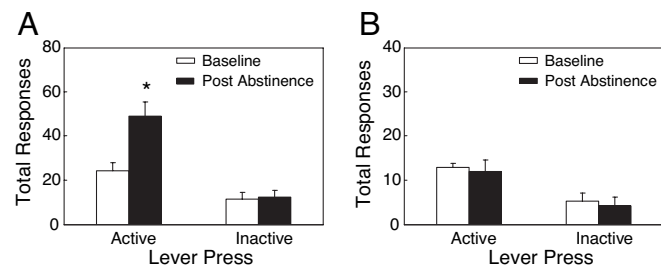 A
Total Responses
80
60
40
20
0
Baseline
Post Abstinence
*
Active
Inactive
Lever Press
B
Total Responses
40
30
20
10
0
Baseline
Post Abstinence
Active
Inactive
Lever Press